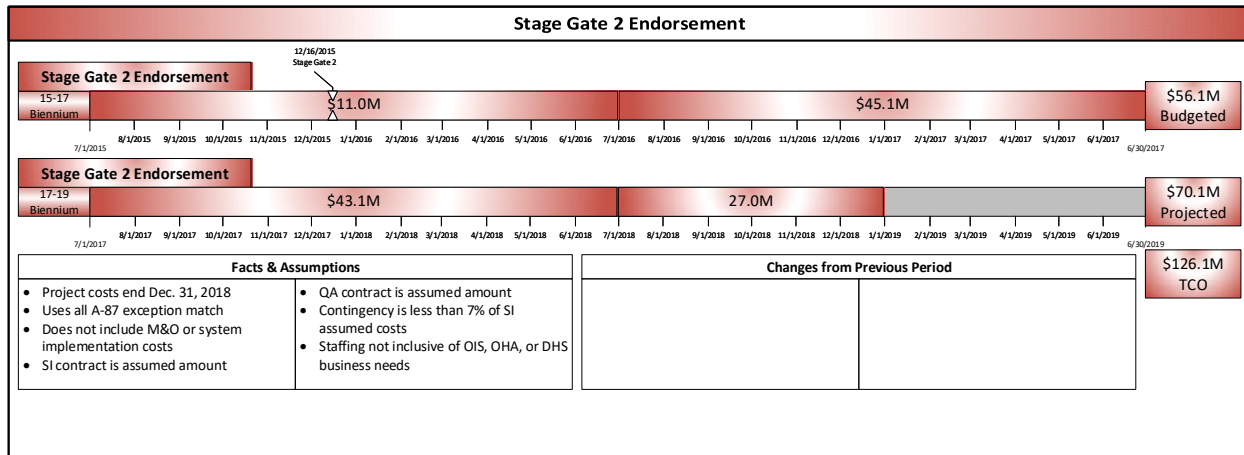 Stage Gate 2 Endorsement
12/16/2015
Stage Gate 2
Stage Gate 2 Endorsement
15-17
Biennium
$11.0M
$45.1M
$56.1M
Budgeted
7/1/2015
8/1/2015 9/1/2015 10/1/2015 11/1/2015 12/1/2015 1/1/2016 2/1/2016 3/1/2016 4/1/2016 5/1/2016 6/1/2016 7/1/2016 8/1/2016 9/1/2016 10/1/2016 11/1/2016 12/1/2016 1/1/2017 2/1/2017 3/1/2017 4/1/2017 5/1/2017 6/1/2017
6/30/2017
Stage Gate 2 Endorsement
17-19
Biennium
$43.1M
27.0M
$70.1M
Projected
7/1/2017
8/1/2017 9/1/2017 10/1/2017 11/1/2017 12/1/2017 1/1/2018 2/1/2018 3/1/2018 4/1/2018 5/1/2018 6/1/2018 7/1/2018 8/1/2018 9/1/2018 10/1/2018 11/1/2018 12/1/2018 1/1/2019 2/1/2019 3/1/2019 4/1/2019 5/1/2019 6/1/2019
6/30/2019
$126.1M
TCO
Facts & Assumptions
• Project costs end Dec. 31, 2018
• Uses all A-87 exception match
• Does not include M&O or system
implementation costs
• SI contract is assumed amount
• QA contract is assumed amount
• Contingency is less than 7% of SI
assumed costs
• Staffing not inclusive of OIS, OHA, or DHS
business needs
Changes from Previous Period